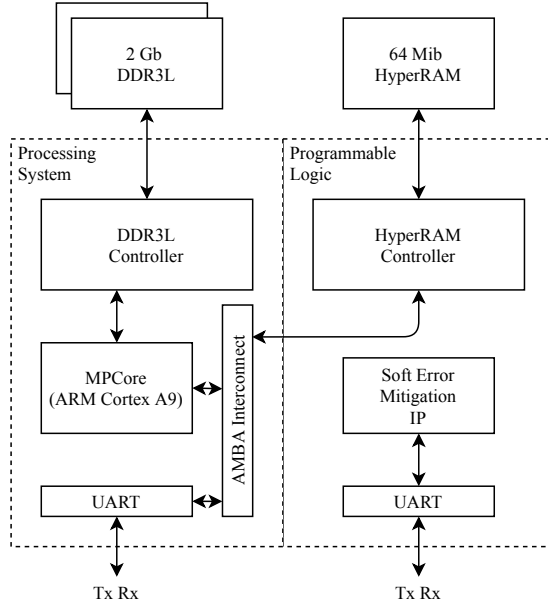 2 Gb
DDR3L
64 Mib
HyperRAM
Processing
System
Programmable
Logic
DDR3L
Controller
HyperRAM
Controller
MPCore
(ARM Cortex A9)
AMBA Interconnect
Soft Error
Mitigation
IP
UART
UART
Tx Rx
Tx Rx